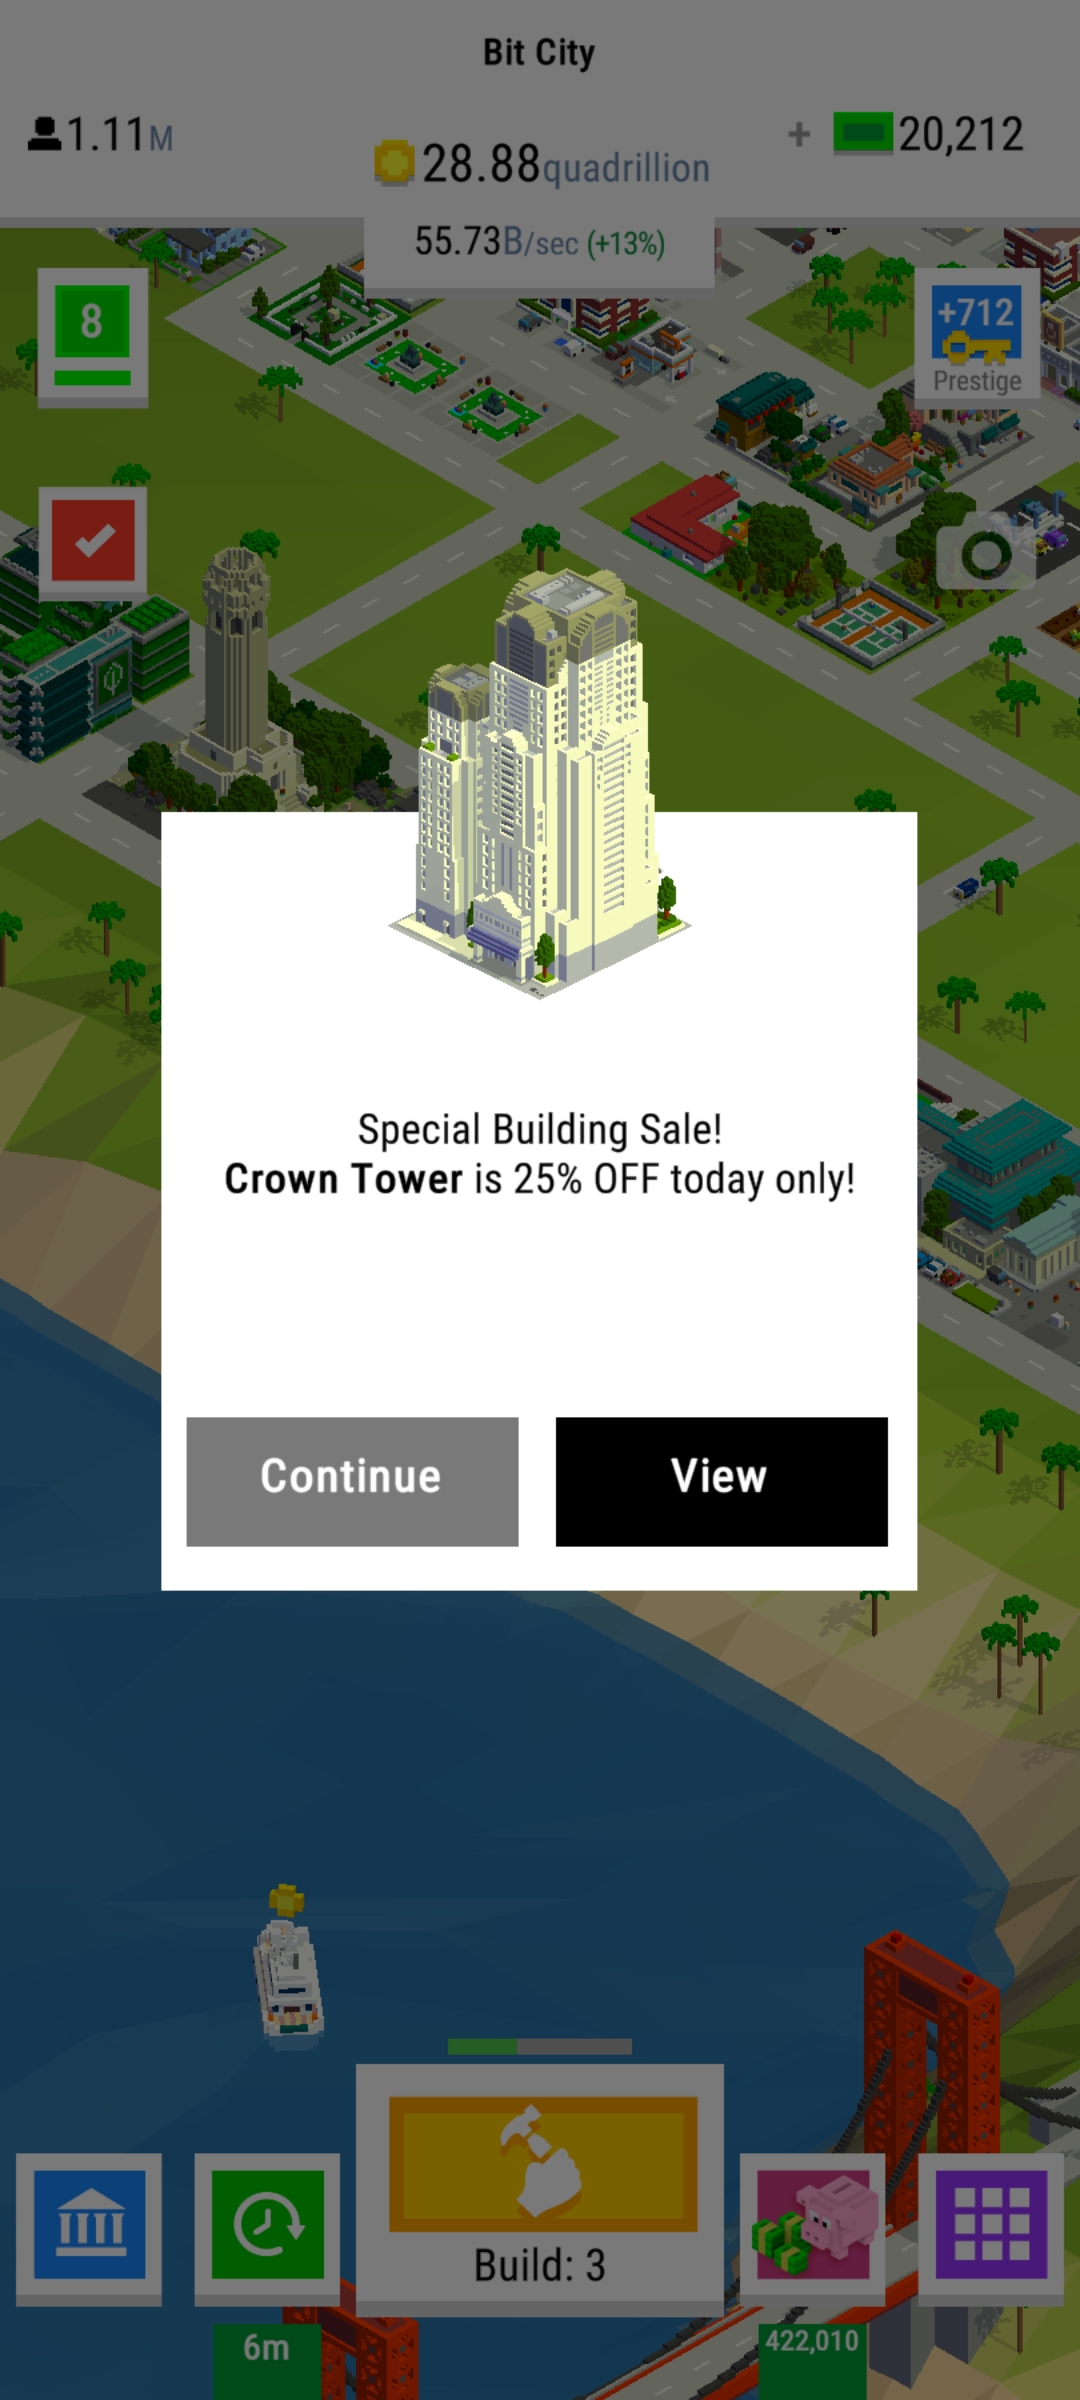 Bit City
1.11M
28.88quadrillion
+ 20,212
55.73B/sec (+13%)
8
+712
Prestige
Special Building Sale!
Crown Tower is 25% OFF today only!
Continue
View
Build: 3
6m
422,010